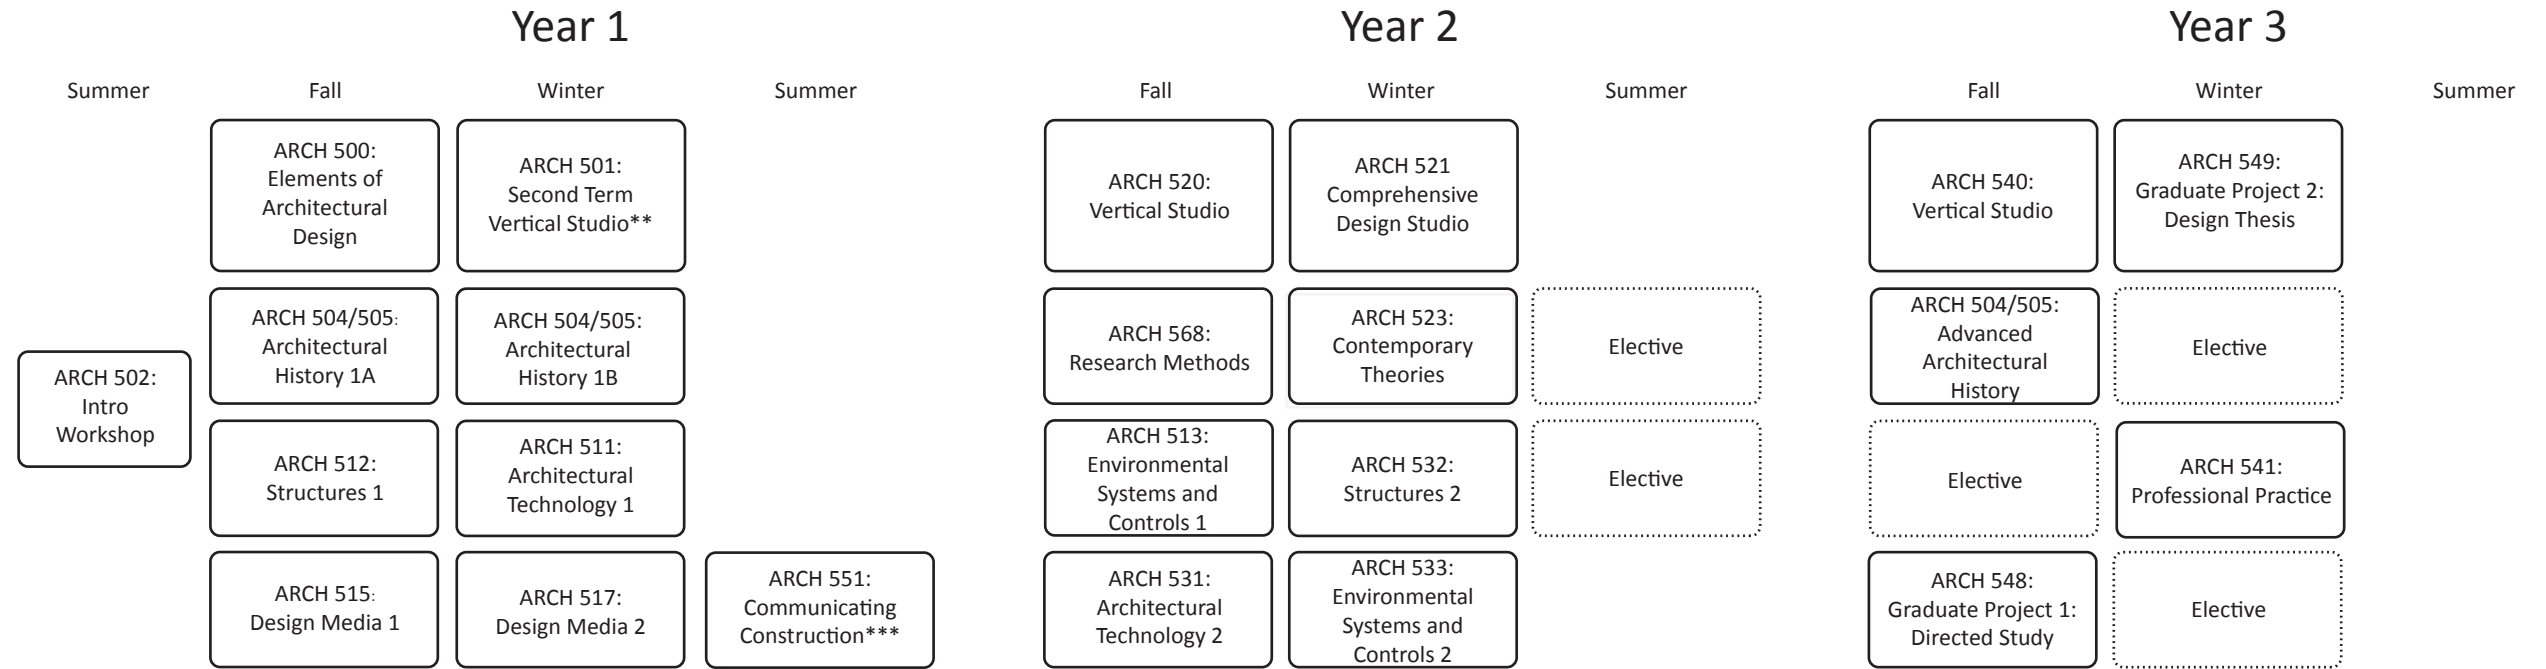 Year 1
Year 2
Year 3
Summer
Fall
Winter
Summer
Fall
Winter
Summer
Fall
Winter
Summer
ARCH 502:
Intro
Workshop
ARCH 500:
Elements of
Architectural
Design
ARCH 504/505:
Architectural
History 1A
ARCH 512:
Structures 1
ARCH 515:
Design Media 1
ARCH 501:
Second Term
Vertical Studio**
ARCH 504/505:
Architectural
History 1B
ARCH 511:
Architectural
Technology 1
ARCH 517:
Design Media 2
ARCH 551:
Communicating
Construction***
ARCH 520:
Vertical Studio
ARCH 568:
Research Methods
ARCH 513:
Environmental
Systems and
Controls 1
ARCH 531:
Architectural
Technology 2
ARCH 521
Comprehensive
Design Studio
ARCH 523:
Contemporary
Theories
ARCH 532:
Structures 2
ARCH 533:
Environmental
Systems and
Controls 2
Elective
Elective
ARCH 540:
Vertical Studio
ARCH 504/505:
Advanced
Architectural
History
Elective
ARCH 548:
Graduate Project 1:
Directed Study
ARCH 549:
Graduate Project 2:
Design Thesis
Elective
ARCH 541:
Professional Practice
Elective